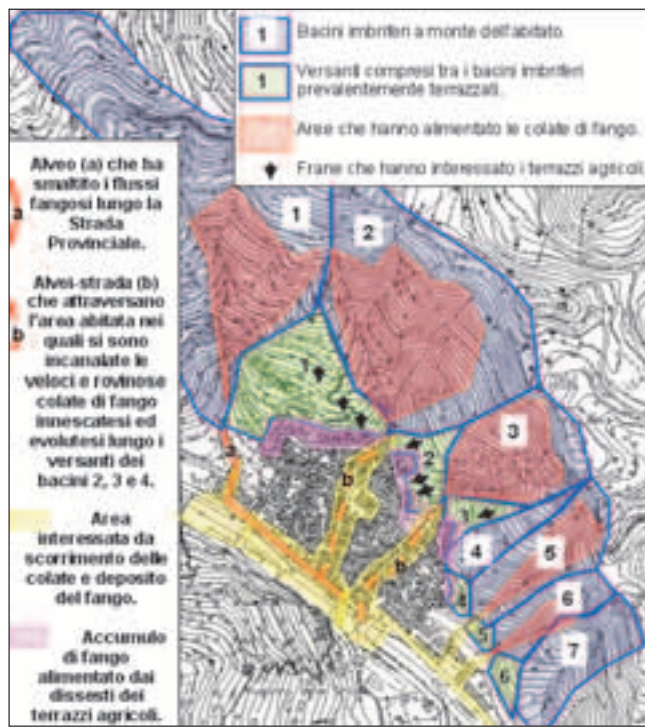 1 Bacini imbriferi a monte dell'abitato.
1 Versanti compresi tra i bacini imbriferi
prevalentemente terrazzati.
Aree che hanno alimentato le colate di fango.
Frane che hanno interessato i terrazzi agricoli.
Alveo (a) che ha
smaltito i flussi
fangosi lungo la
Strada
Provinciale.
a
Alvei-strada (b)
che attraversano
l'area abitata nei
quali si sono
incanalate le
veloci e rovinose
colate di fango
innescatesi ed
evolutesi lungo i
versanti dei
bacini 2, 3 e 4.
b
Area
interessata da
scorrimento delle
colate e deposito
del fango.
Accumulo
di fango
alimentato dai
dissesti dei
terrazzi agricoli.
1
2
1
3
a
2
b
3
4
5
b
6
4
5
7
6